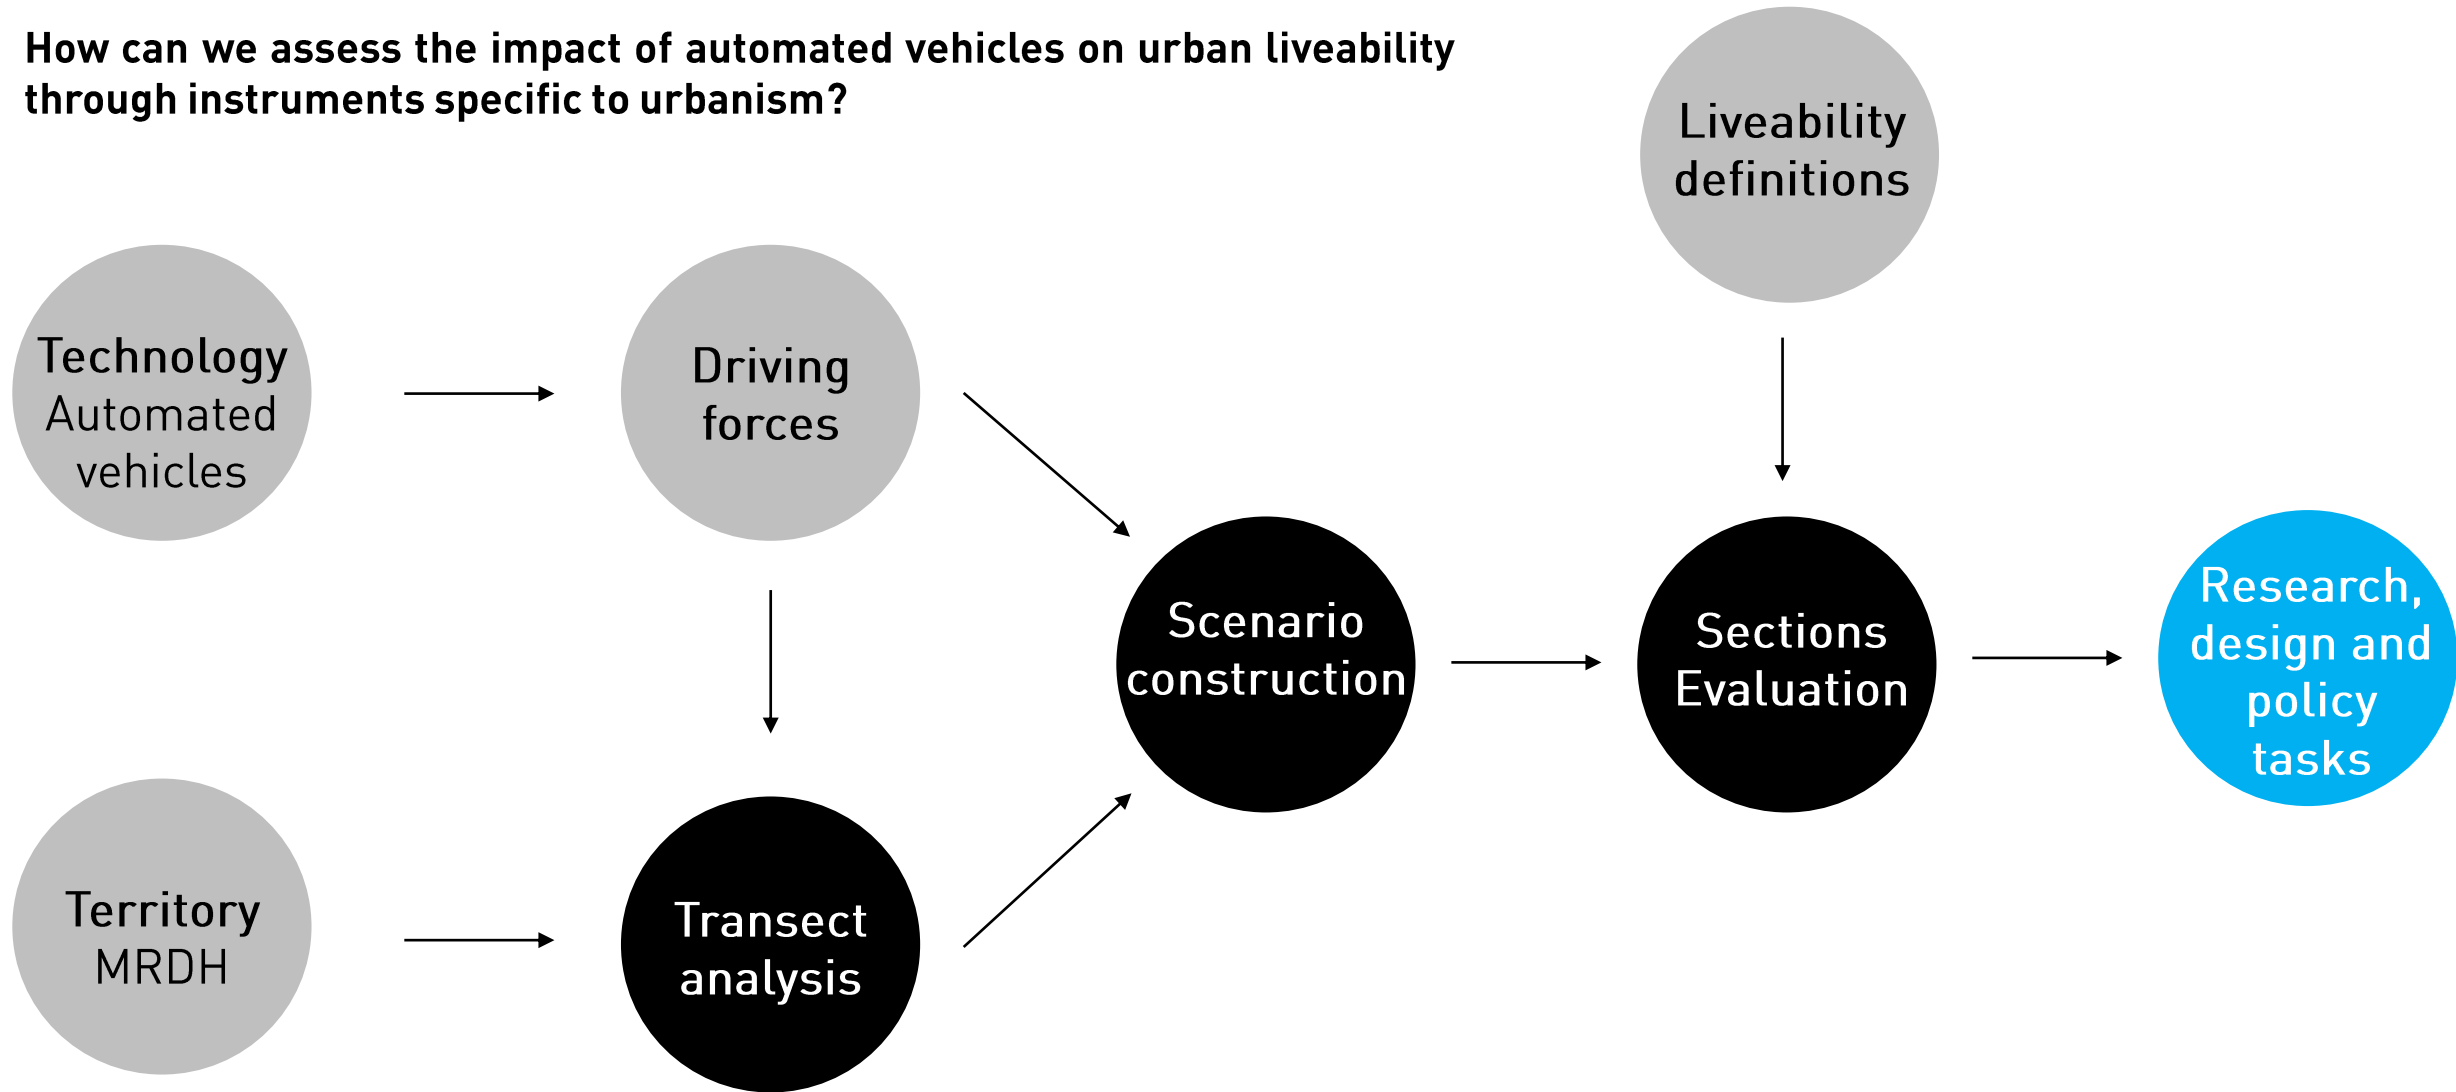 How can we assess the impact of automated vehicles on urban liveability
through instruments specific to urbanism?
Liveability
definitions
Technology
Automated
vehicles
Driving
forces
Scenario
construction
Sections
Evaluation
Research,
design and
policy
tasks
Territory
MRDH
Transect
analysis